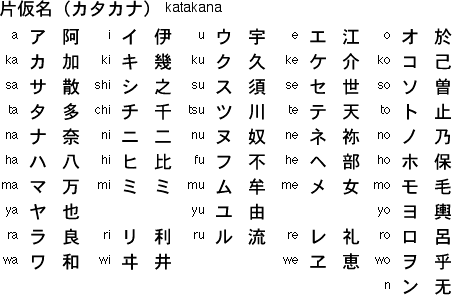 片仮名（カタカナ） katakana
a ア 阿 i イ 伊 u ウ 宇 e エ 江 o オ 於
ka カ 加 ki キ 幾 ku ク 久 ke ケ 介 ko コ 己
sa サ 散 shi シ 之 su ス 須 se セ 世 so ソ 曽
ta タ 多 chi チ 千 tsu ツ 川 te テ 天 to ト 止
na ナ 奈 ni ニ 二 nu ヌ 奴 ne ネ 祢 no ノ 乃
ha ハ 八 hi ヒ 比 fu フ 不 he ヘ 部 ho ホ 保
ma マ 万 mi ミ ミ mu ム 牟 me メ 女 mo モ 毛
ya ヤ 也 yu ユ 由 yo ヨ 輿
ra ラ 良 ri リ 利 ru ル 流 re レ 礼 ro ロ 呂
wa ワ 和 wi ヰ 井 we ヱ 恵 wo ヲ 乎
n ン 无